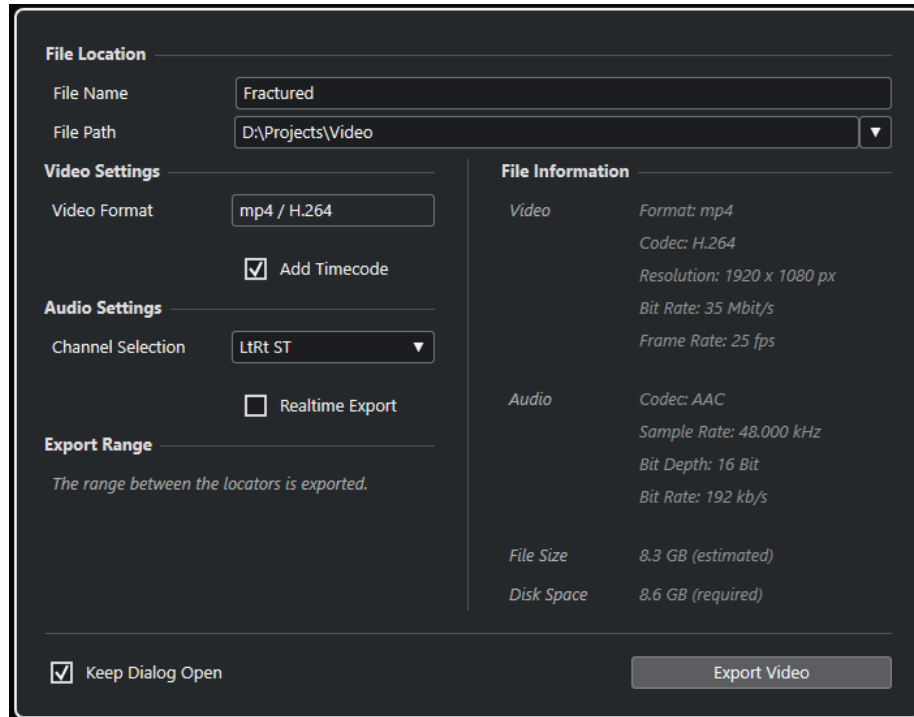 File Location
File Name Fractured
File Path D:\Projects\Video
Video Settings
Video Format mp4 / H.264
Add Timecode
Audio Settings
Channel Selection LtRt ST
Realtime Export
Export Range
The range between the locators is exported.
File Information
Video Format: mp4
Codec: H.264
Resolution: 1920 x 1080 px
Bit Rate: 35 Mbit/s
Frame Rate: 25 fps
Audio Codec: AAC
Sample Rate: 48.000 kHz
Bit Depth: 16 Bit
Bit Rate: 192 kb/s
File Size 8.3 GB (estimated)
Disk Space 8.6 GB (required)
Keep Dialog Open
Export Video